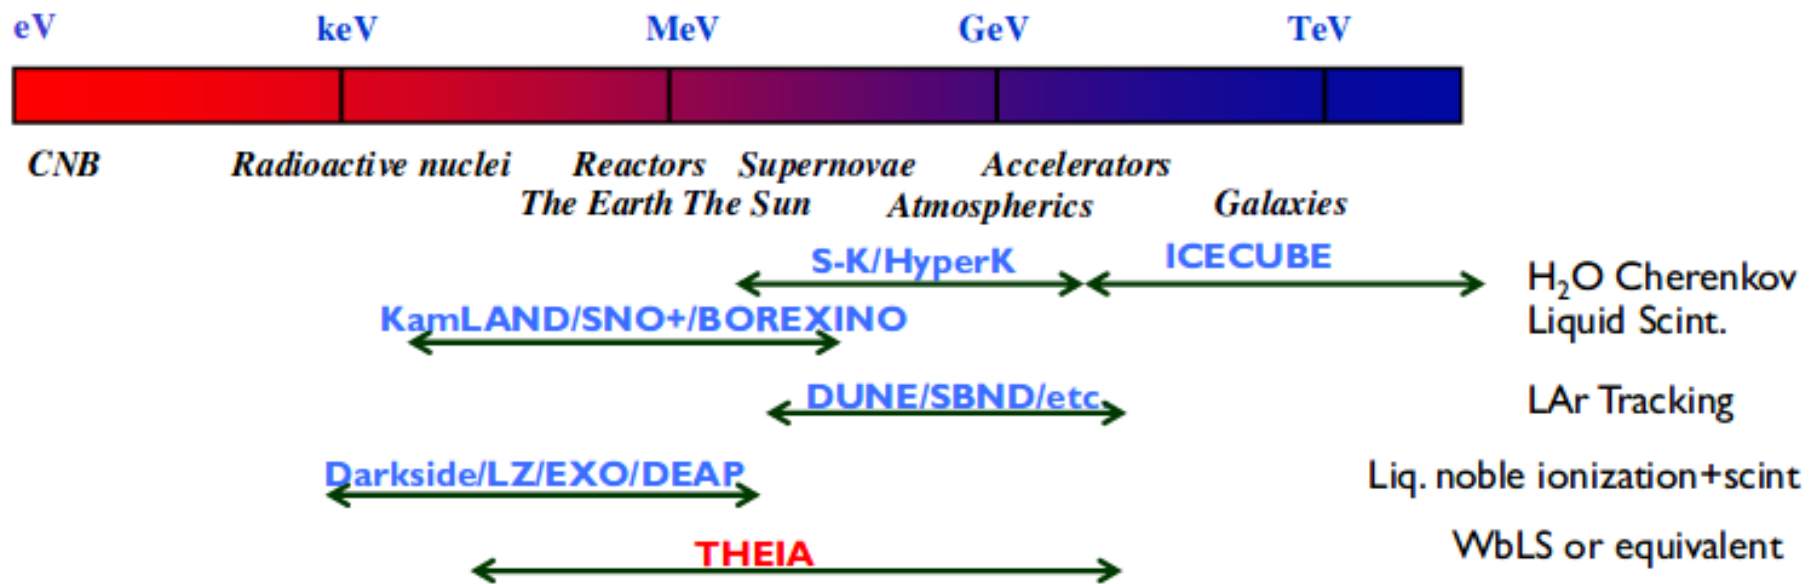 eV keV MeV GeV TeV
CNB Radioactive nuclei Reactors Supernovae Accelerators
The Earth The Sun Atmospherics Galaxies
S-K/HyperK ICECUBE H₂O Cherenkov
KamLAND/SNO+/BOREXINO Liquid Scint.
DUNE/SBND/etc LAr Tracking
Darkside/LZ/EXO/DEAP Liq. noble ionization+scint
THEIA WbLS or equivalent